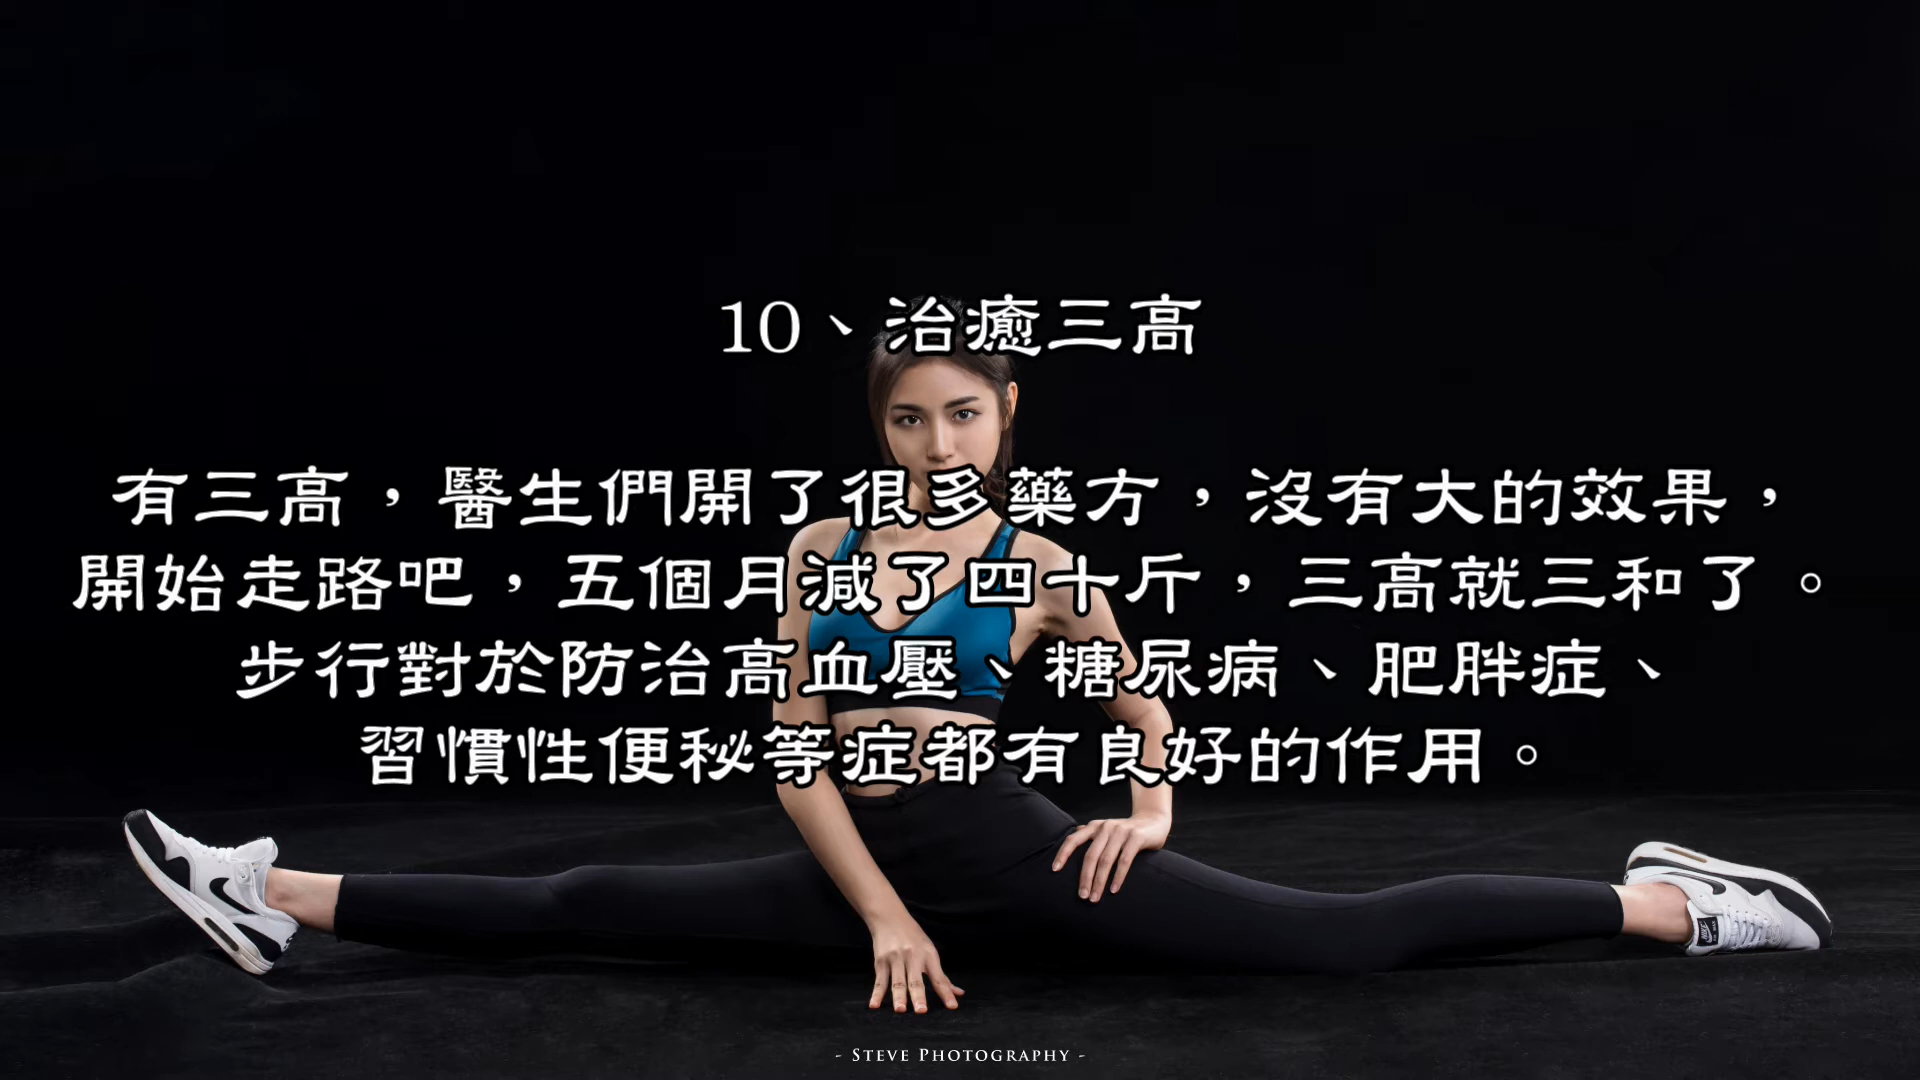 10、治癒三高
有三高，醫生們開了很多藥方，沒有大的效果，
開始走路吧，五個月減了四十斤，三高就三和了。
步行對於防治高血壓、糖尿病、肥胖症、
習慣性便秘等症都有良好的作用。
- STEVE PHOTOGRAPHY -